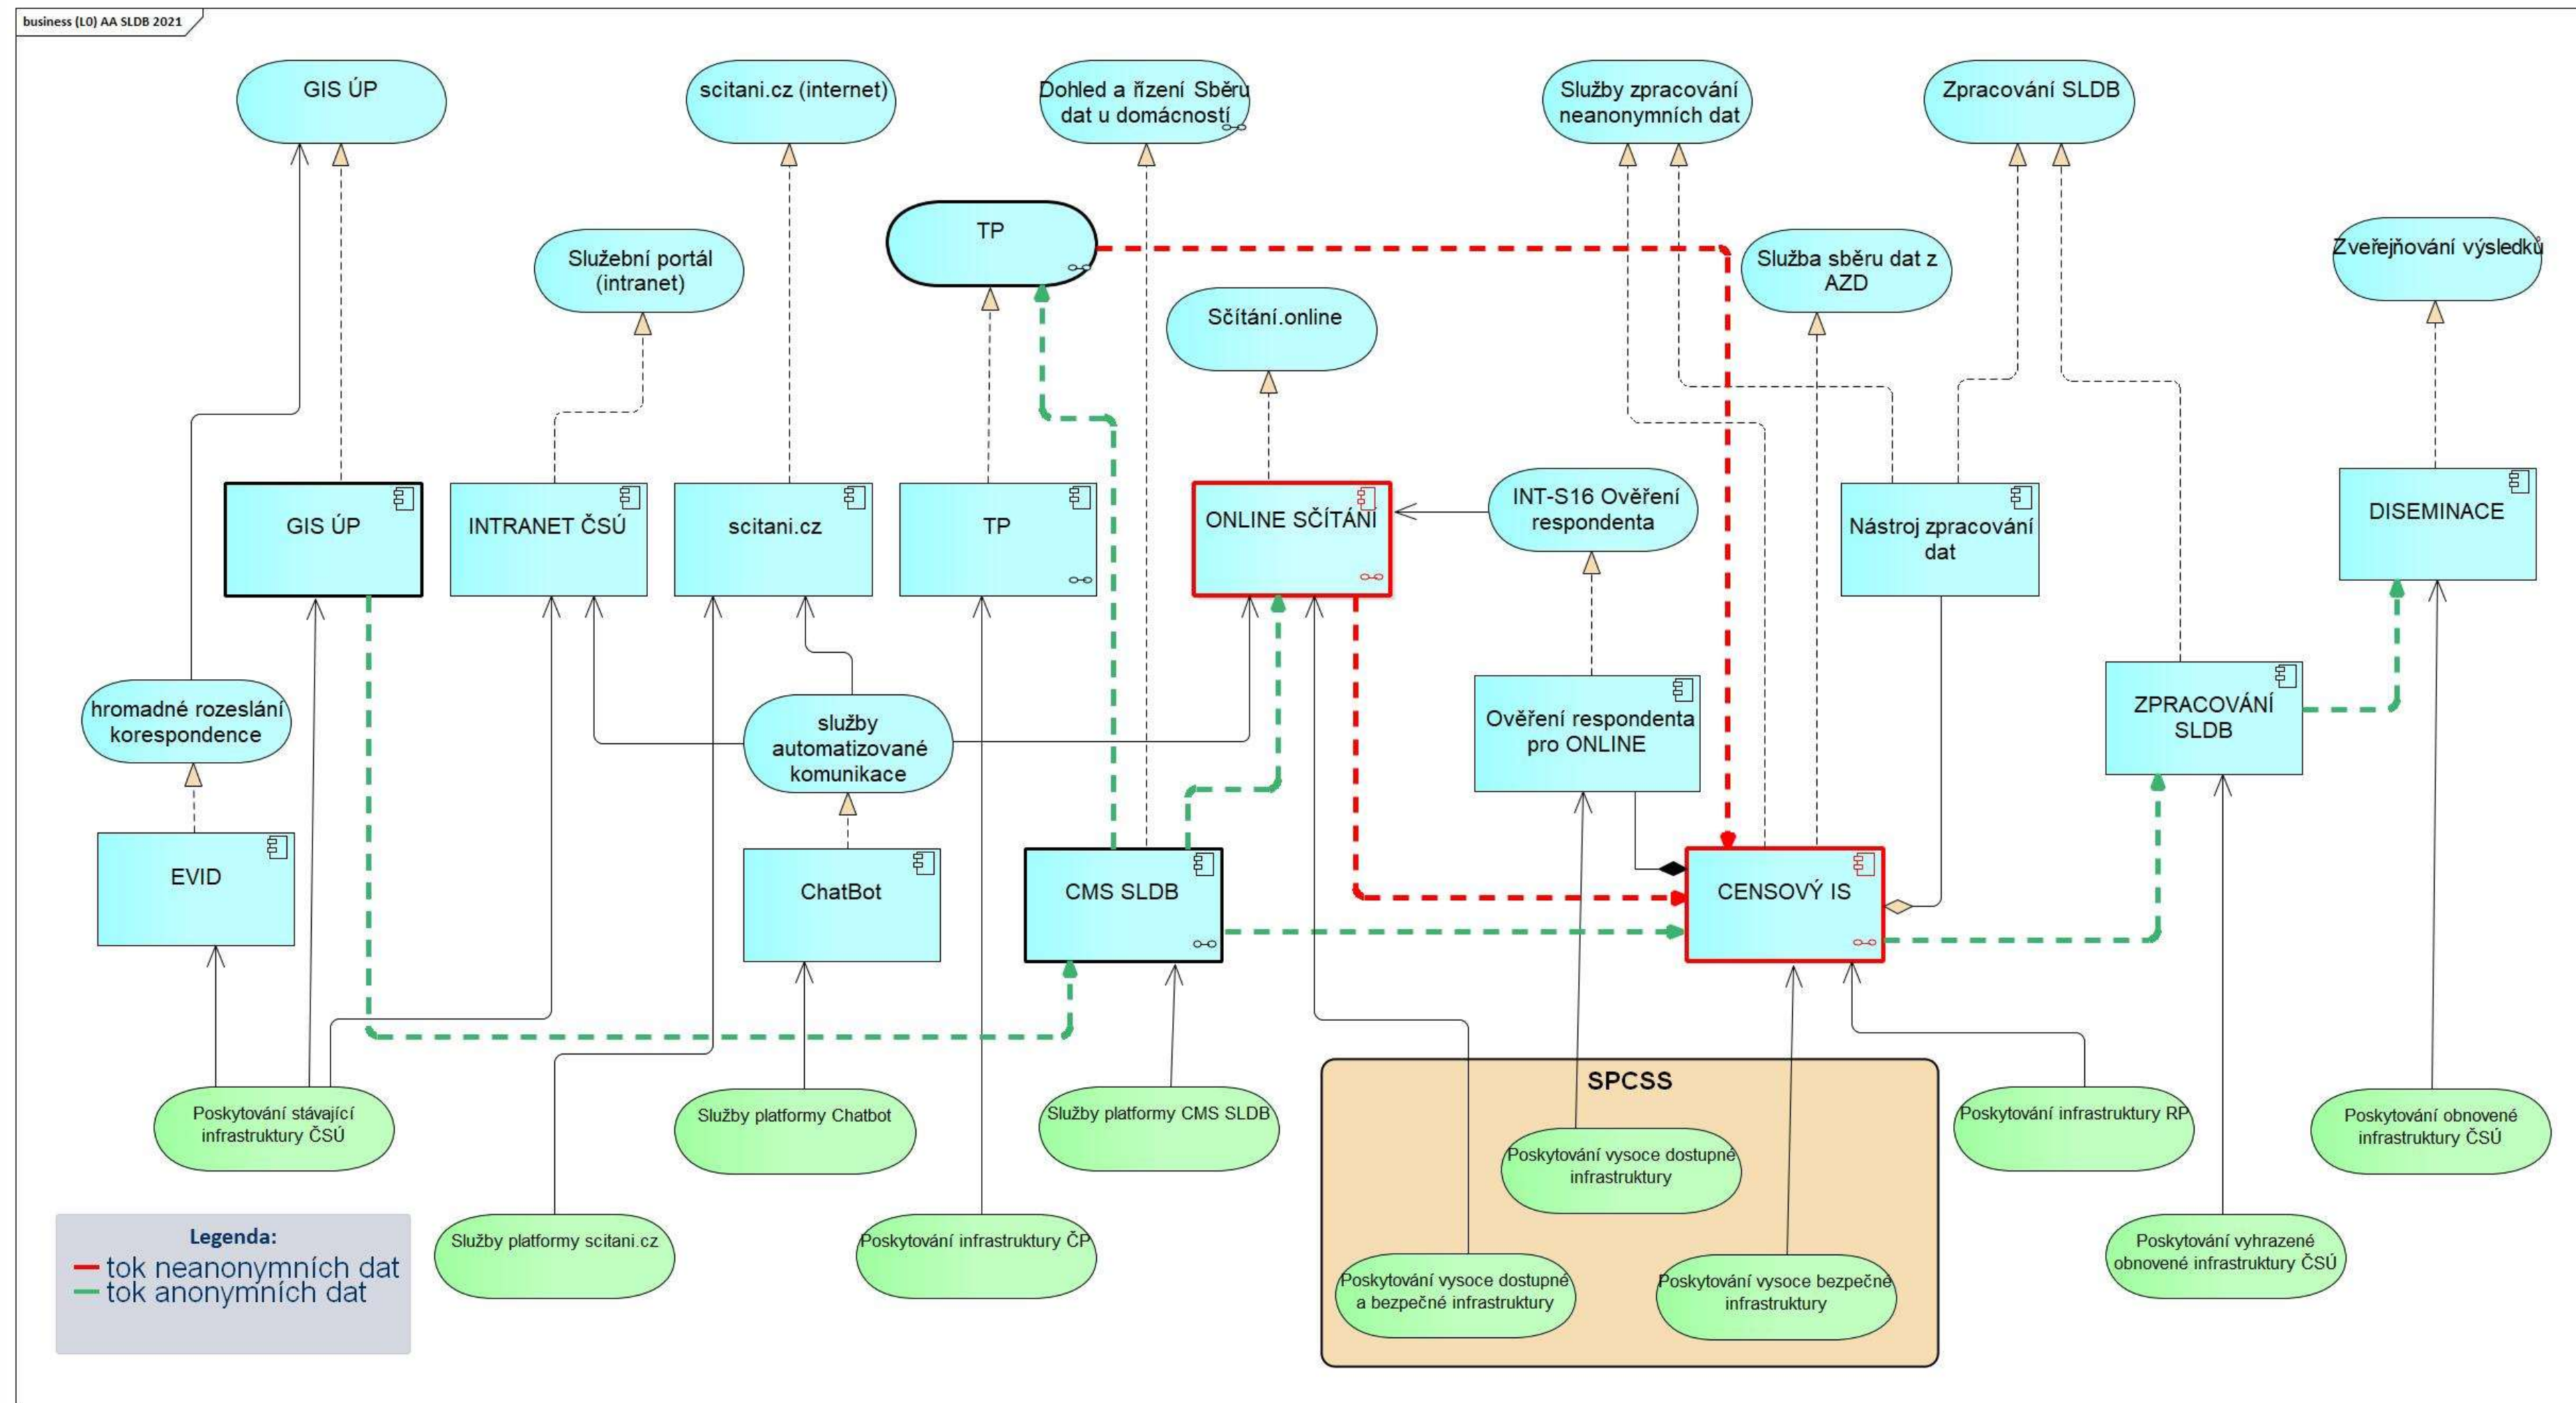 business (L0) AA SLDB 2021
GIS ÚP
scitani.cz (internet)
Dohled a řízení Sběru
dat u domácností
Služby zpracování
neanonymních dat
Zpracování SLDB
TP
Služební portál
(intranet)
Služba sběru dat z
AZD
Zveřejňování výsledků
Sčítání.online
GIS ÚP
INTRANET ČSÚ
scitani.cz
TP
ONLINE SČÍTÁNÍ
INT-S16 Ověření
respondenta
Nástroj zpracování
dat
DISEMINACE
hromadné rozeslání
korespondence
služby
automatizované
komunikace
Ověření respondenta
pro ONLINE
ZPRACOVÁNÍ
SLDB
EVID
ChatBot
CMS SLDB
CENSOVÝ IS
SPCSS
Poskytování stávající
infrastruktury ČSÚ
Služby platformy Chatbot
Služby platformy CMS SLDB
Poskytování vysoce dostupné
infrastruktury
Poskytování infrastruktury RP
Poskytování obnovené
infrastruktury ČSÚ
Legenda:
tok neanonymních dat
tok anonymních dat
Služby platformy scitani.cz
Poskytování infrastruktury ČP
Poskytování vysoce dostupné
a bezpečné infrastruktury
Poskytování vysoce bezpečné
infrastruktury
Poskytování vyhrazené
obnovené infrastruktury ČSÚ